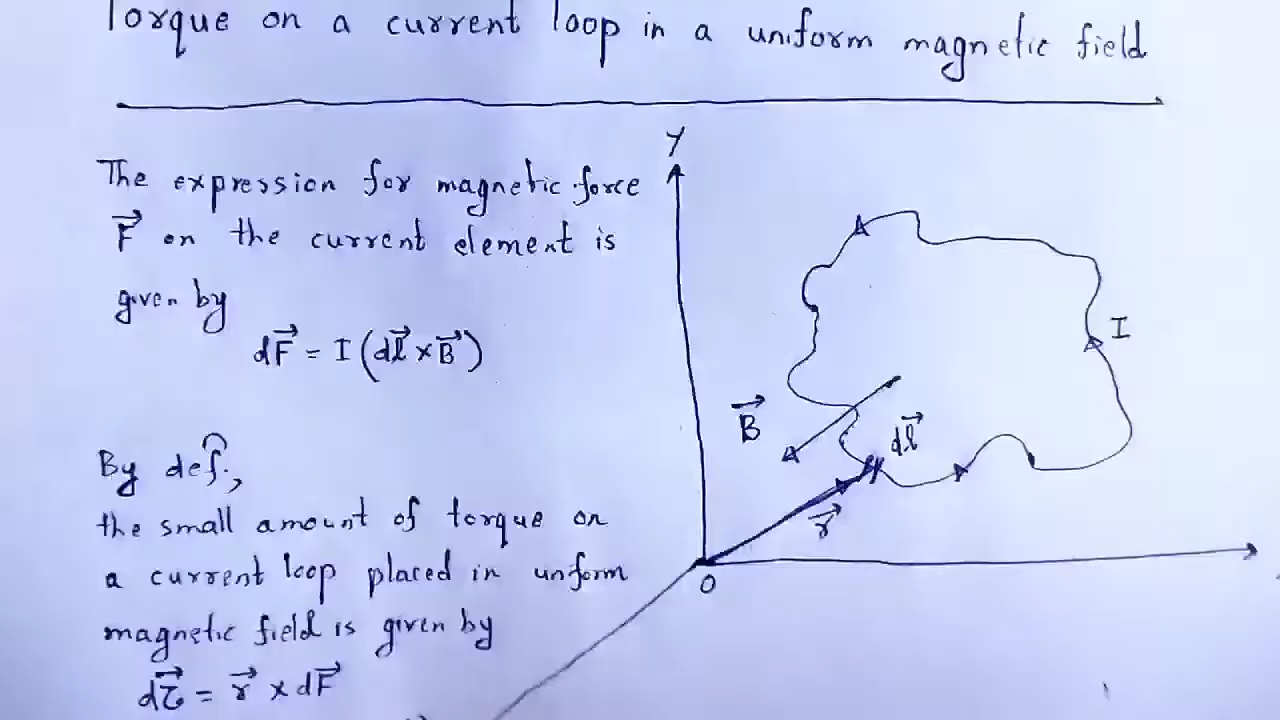 Torque on a current loop in a uniform magnetic field
The expression for magnetic force
F⃗ on the current element is
given by
dF⃗ = I (dl⃗ × B⃗)
By def.,
the small amount of torque on
a current loop placed in uniform
magnetic field is given by
dτ⃗ = r⃗ × dF⃗
Y
I
B⃗
dl⃗
r⃗
O